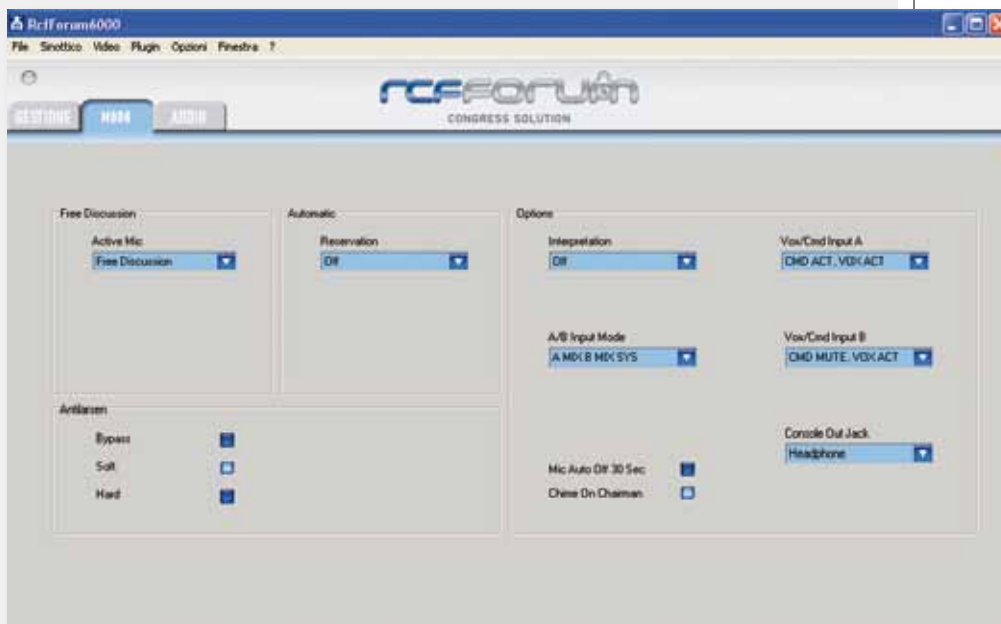 RcfForum6000
File Sinottico Video Plugin Opzioni Finestra ?
RCF FORUM
CONGRESS SOLUTION
GESTIONE MODE AUDIO
Free Discussion
Active Mic
Free Discussion
Automatic
Reservation
Off
Options
Interpretation
Off
Vox/Cmd Input A
CMD ACT, VOX ACT
A/B Input Mode
A MIX B MIX SYS
Vox/Cmd Input B
CMD MUTE, VOX ACT
Antilarsen
Bypass
Soft
Hard
Console Out Jack
Headphone
Mic Auto Off 30 Sec
Chime On Chairman